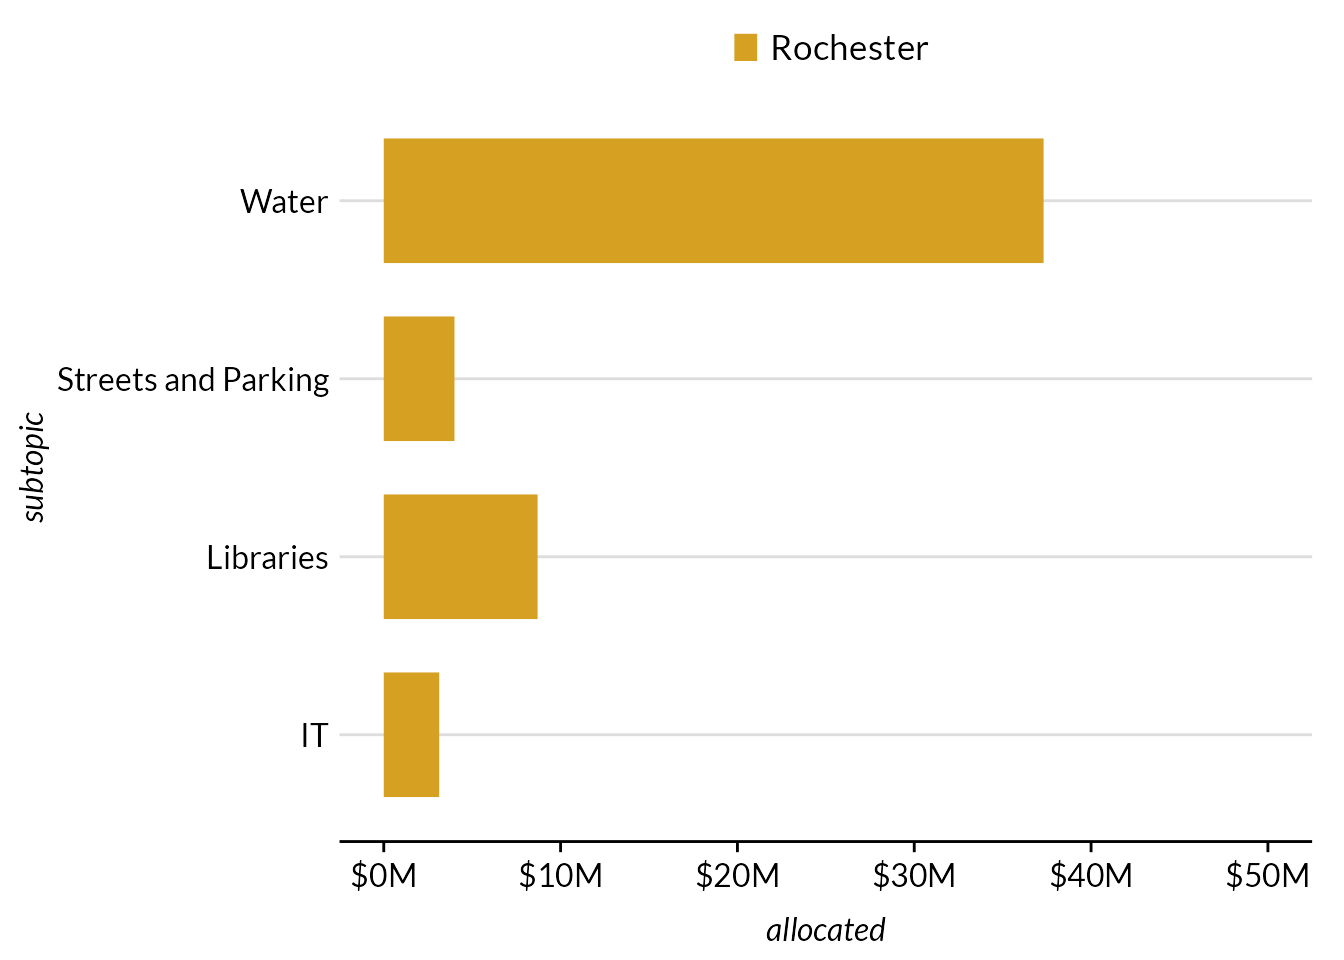 Rochester
Water
Streets and Parking
Libraries
IT
subtopic
$0M $10M $20M $30M $40M $50M
allocated